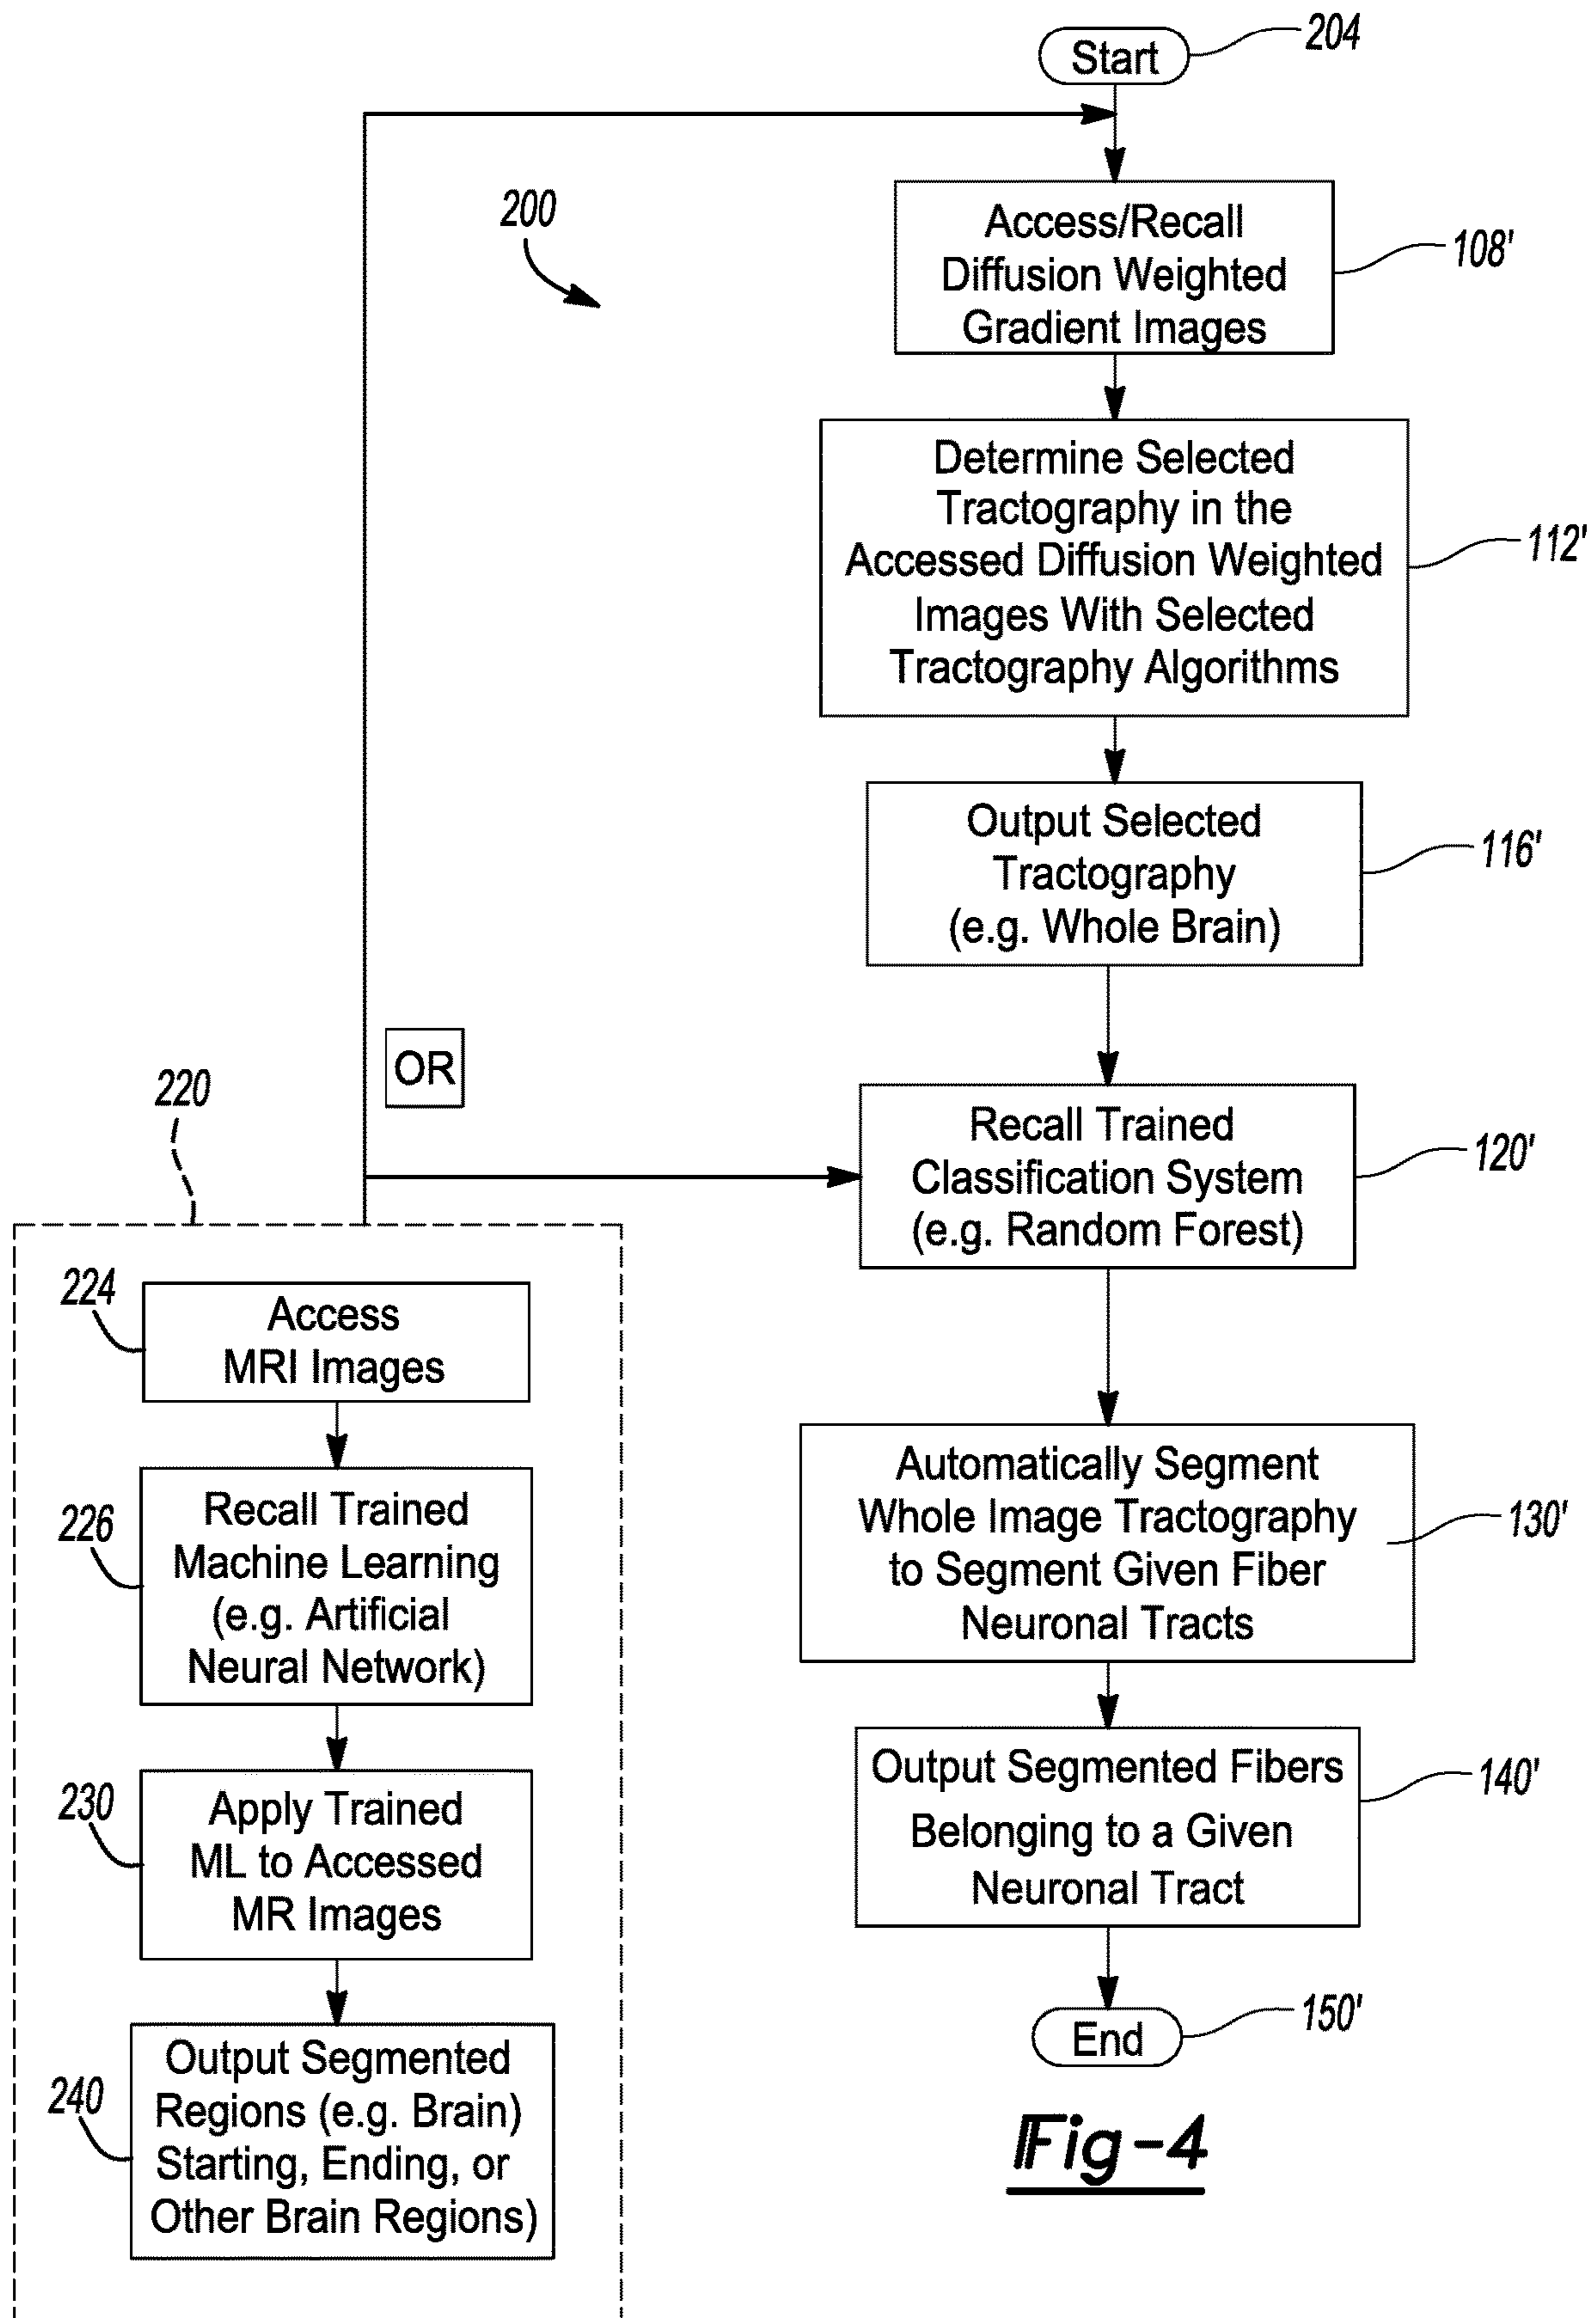 Start
204
200
Access/Recall
Diffusion Weighted
Gradient Images
108'
Determine Selected
Tractography in the
Accessed Diffusion Weighted
Images With Selected
Tractography Algorithms
112'
Output Selected
Tractography
(e.g. Whole Brain)
116'
OR
220
Recall Trained
Classification System
(e.g. Random Forest)
120'
224
Access
MRI Images
226
Recall Trained
Machine Learning
(e.g. Artificial
Neural Network)
230
Apply Trained
ML to Accessed
MR Images
240
Output Segmented
Regions (e.g. Brain)
Starting, Ending, or
Other Brain Regions)
Automatically Segment
Whole Image Tractography
to Segment Given Fiber
Neuronal Tracts
130'
Output Segmented Fibers
Belonging to a Given
Neuronal Tract
140'
End
150'
Fig-4